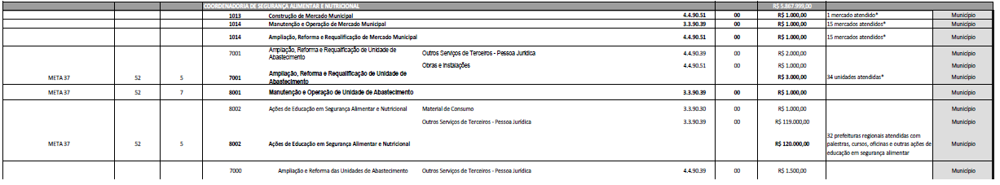 COORDENADORIA DE SEGURANÇA ALIMENTAR E NUTRICIONAL R$ 5.867.999,00
1013 Construção de Mercado Municipal 4.4.90.51 00 R$ 1.000,00 1 mercado atendido* Município
1014 Manutenção e Operação de Mercado Municipal 3.3.90.39 00 R$ 1.000,00 15 mercados atendidos* Município
1014 Ampliação, Reforma e Requalificação de Mercado Municipal 4.4.90.51 00 R$ 1.000,00 15 mercados atendidos* Município
7001 Ampliação, Reforma e Requalificação de Unidade de Abastecimento Outros Serviços de Terceiros - Pessoa Jurídica 4.4.90.39 00 R$ 2.000,00 Município
Obras e Instalações 4.4.90.51 00 R$ 1.000,00 Município
META 37 52 5 7001 Ampliação, Reforma e Requalificação de Unidade de Abastecimento R$ 3.000,00 34 unidades atendidas* Município
META 37 52 7 8001 Manutenção e Operação de Unidade de Abastecimento 3.3.90.39 00 R$ 1.000,00 Município
8002 Ações de Educação em Segurança Alimentar e Nutricional Material de Consumo 3.3.90.30 00 R$ 1.000,00 Município
Outros Serviços de Terceiros - Pessoa Jurídica 3.3.90.39 00 R$ 119.000,00 Município
META 37 52 5 8002 Ações de Educação em Segurança Alimentar e Nutricional R$ 120.000,00 32 prefeituras regionais atendidas com palestras, cursos, oficinas e outras ações de educação em segurança alimentar Município
7000 Ampliação e Reforma das Unidades de Abastecimento Outros Serviços de Terceiros - Pessoa Jurídica 4.4.90.39 00 R$ 1.500,00 Município